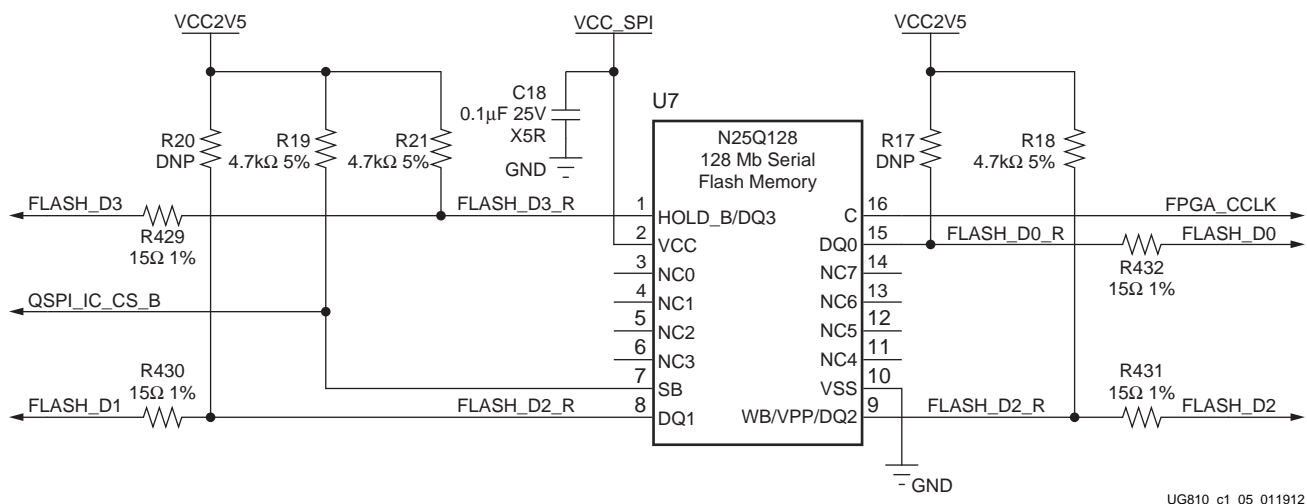 VCC2V5
VCC_SPI
VCC2V5
R20
DNP
R19
4.7kΩ 5%
R21
4.7kΩ 5%
C18
0.1µF 25V
X5R
GND
U7
N25Q128
128 Mb Serial
Flash Memory
R17
DNP
R18
4.7kΩ 5%
FLASH_D3
R429
15Ω 1%
FLASH_D3_R
1
HOLD_B/DQ3
2
VCC
3
NC0
4
NC1
5
NC2
6
NC3
7
SB
8
DQ1
QSPI_IC_CS_B
R430
15Ω 1%
FLASH_D1
FLASH_D2_R
C
16
FPGA_CCLK
DQ0
15
FLASH_D0_R
FLASH_D0
R432
15Ω 1%
NC7
14
NC6
13
NC5
12
NC4
11
VSS
10
WB/VPP/DQ2
9
FLASH_D2_R
R431
15Ω 1%
FLASH_D2
GND
UG810_c1_05_011912